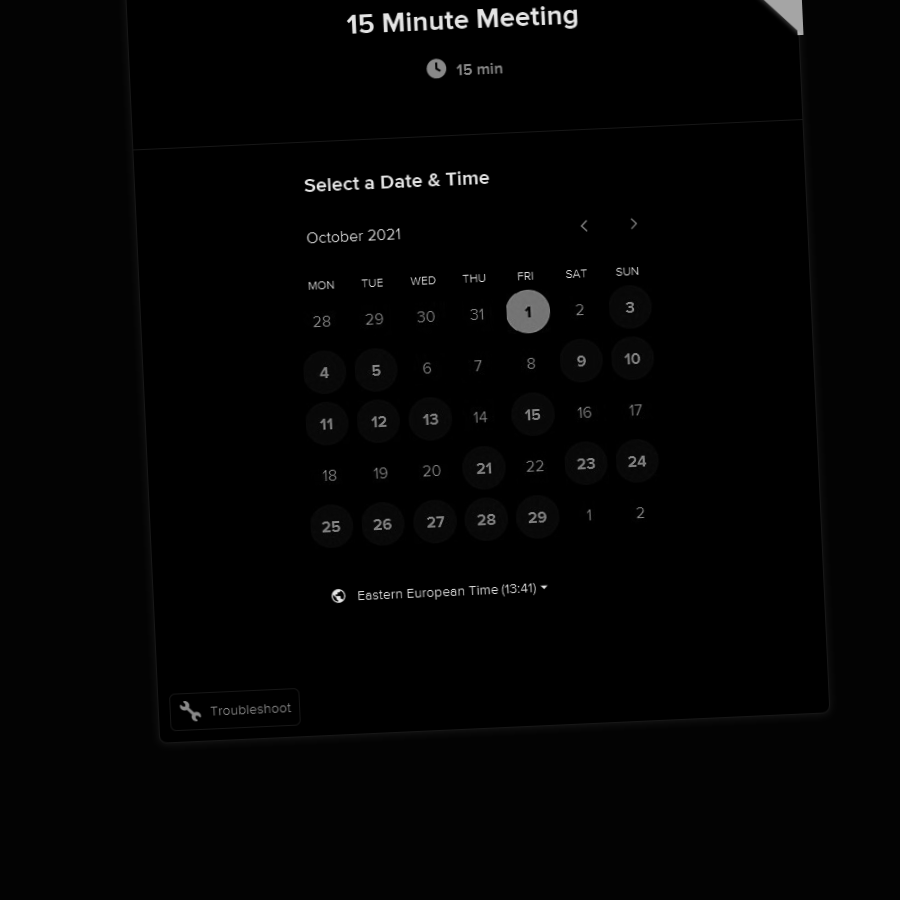 15 Minute Meeting
15 min
Select a Date & Time
October 2021
MON TUE WED THU FRI SAT SUN
28 29 30 31 1 2 3
4 5 6 7 8 9 10
11 12 13 14 15 16 17
18 19 20 21 22 23 24
25 26 27 28 29 1 2
Eastern European Time (13:41)
Troubleshoot